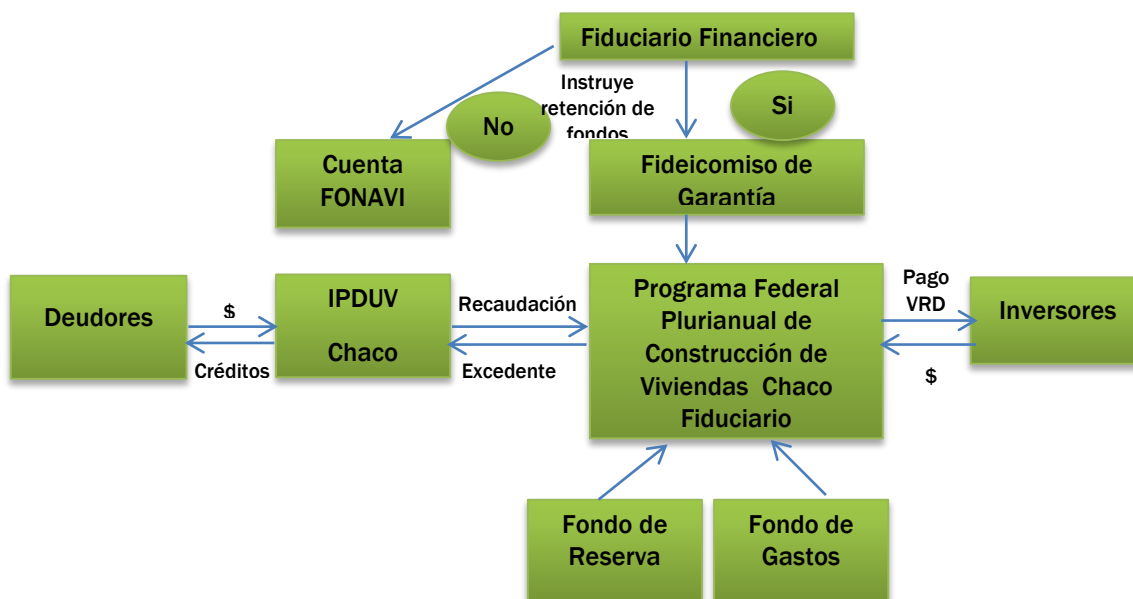 Fiduciario Financiero
Instruye
retención de
fondos
No
Si
Cuenta
FONAVI
Fideicomiso de
Garantía
Deudores
$
Créditos
IPDUV
Chaco
Recaudación
Excedente
Programa Federal
Plurianual de
Construcción de
Viviendas Chaco
Fiduciario
Pago
VRD
$
Inversores
Fondo de
Reserva
Fondo de
Gastos